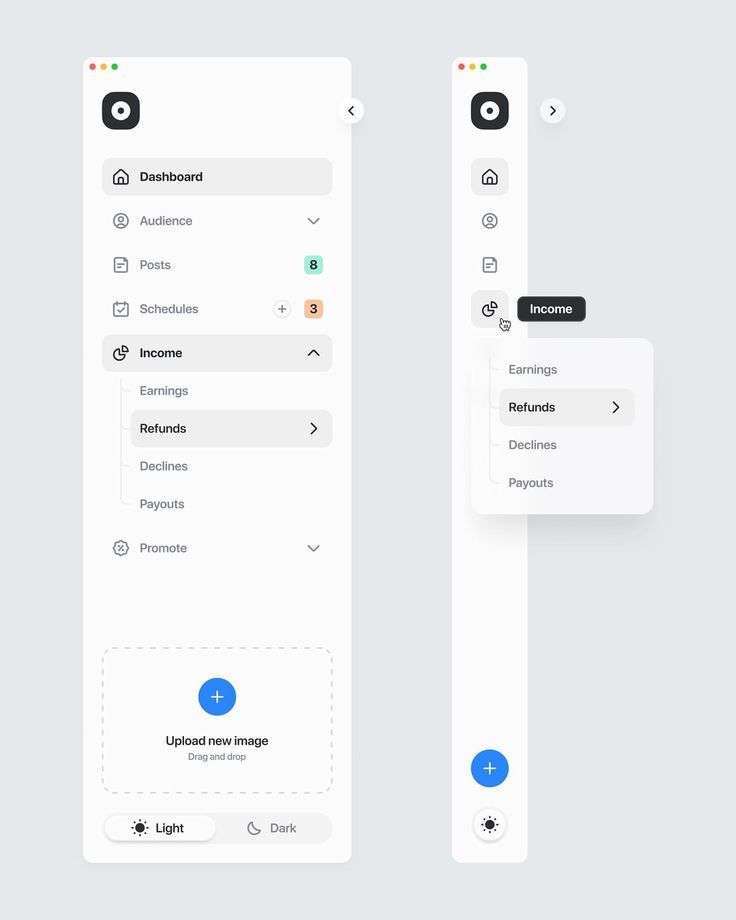 Dashboard
Audience
Posts
8
Schedules
3
Income
Earnings
Refunds
Declines
Payouts
Promote
Upload new image
Drag and drop
Light
Dark
Income
Earnings
Refunds
Declines
Payouts